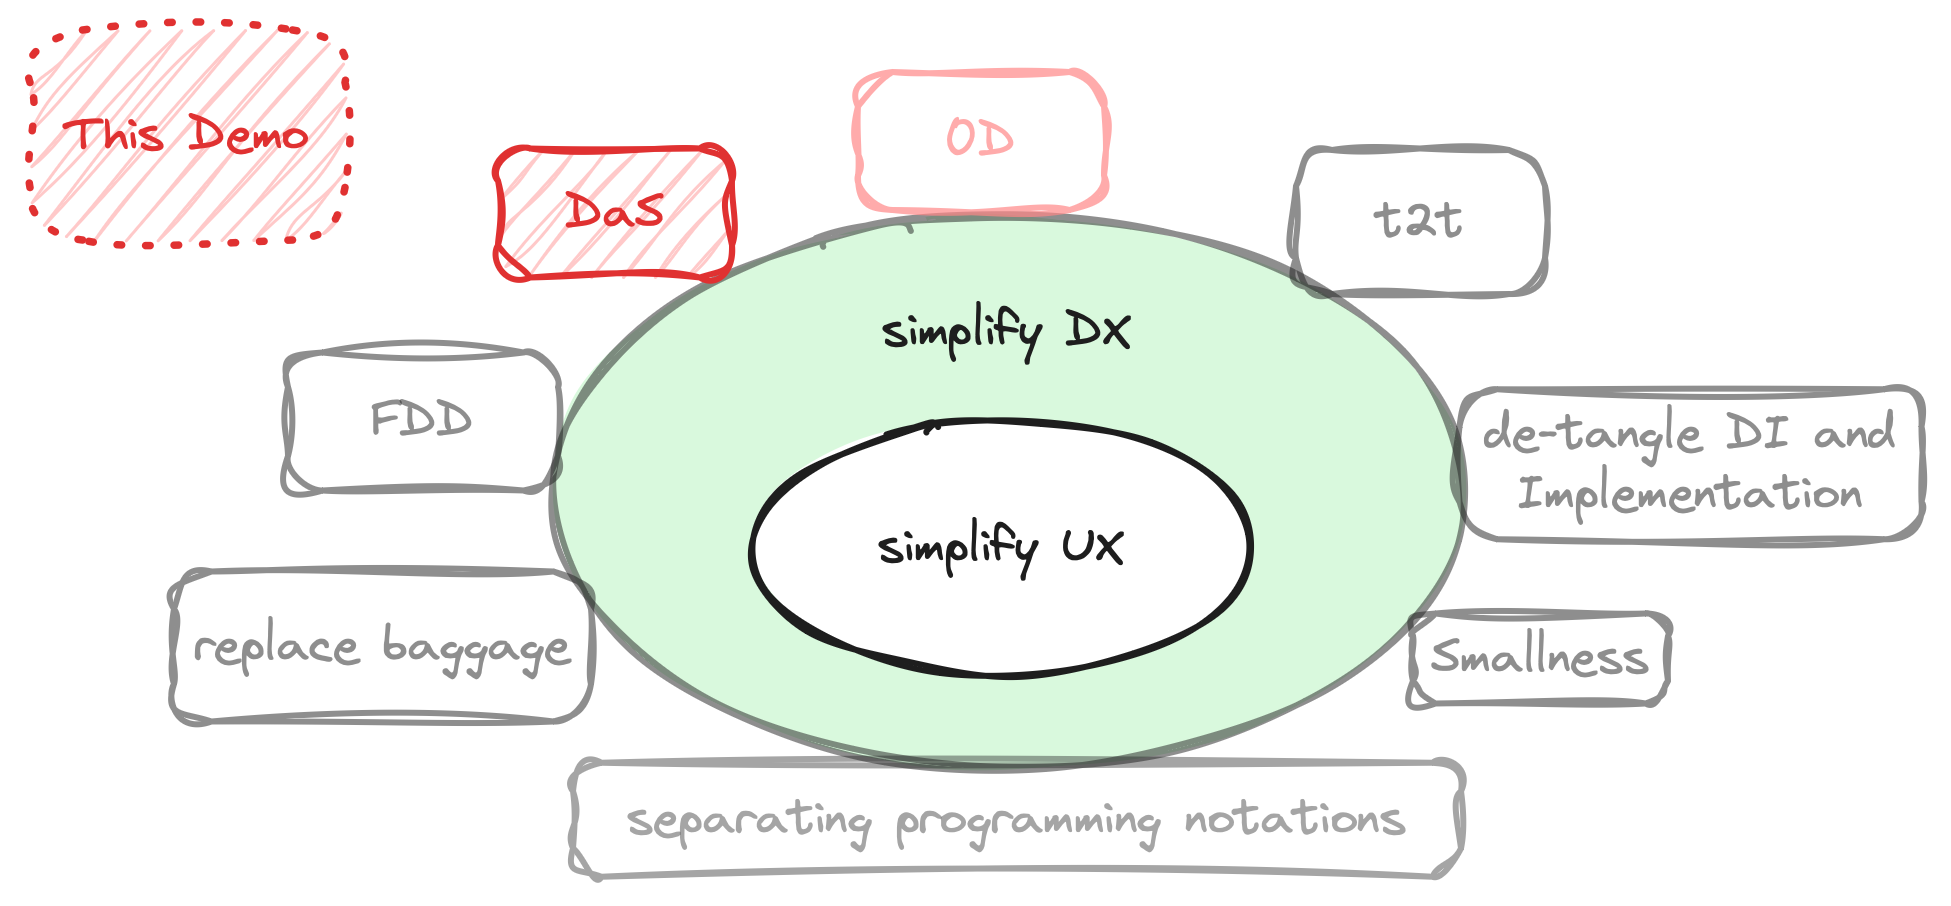 This Demo
DaS
OD
t2t
simplify DX
FDD
de-tangle DI and
Implementation
simplify UX
replace baggage
Smallness
separating programming notations